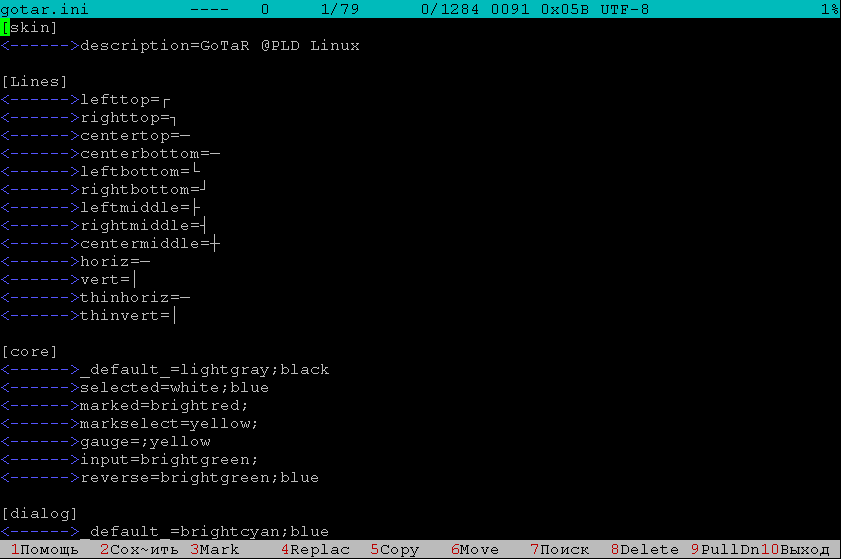 gotar.ini ---- 0 1/79 0/1284 0091 0x05B UTF-8 1%
[skin]
<------>description=GoTaR @PLD Linux
[Lines]
<------>lefttop=┌
<------>righttop=┐
<------>centertop=─
<------>centerbottom=─
<------>leftbottom=└
<------>rightbottom=┘
<------>leftmiddle=├
<------>rightmiddle=┤
<------>centermiddle=┼
<------>horiz=─
<------>vert=│
<------>thinhoriz=─
<------>thinvert=│
[core]
<------>_default_=lightgray;black
<------>selected=white;blue
<------>marked=brightred;
<------>markselect=yellow;
<------>gauge=;yellow
<------>input=brightgreen;
<------>reverse=brightgreen;blue
[dialog]
<------>_default_=brightcyan;blue
1Помощь 2Сох~ить 3Mark 4Replac 5Copy 6Move 7Поиск 8Delete 9PullDn10Выход